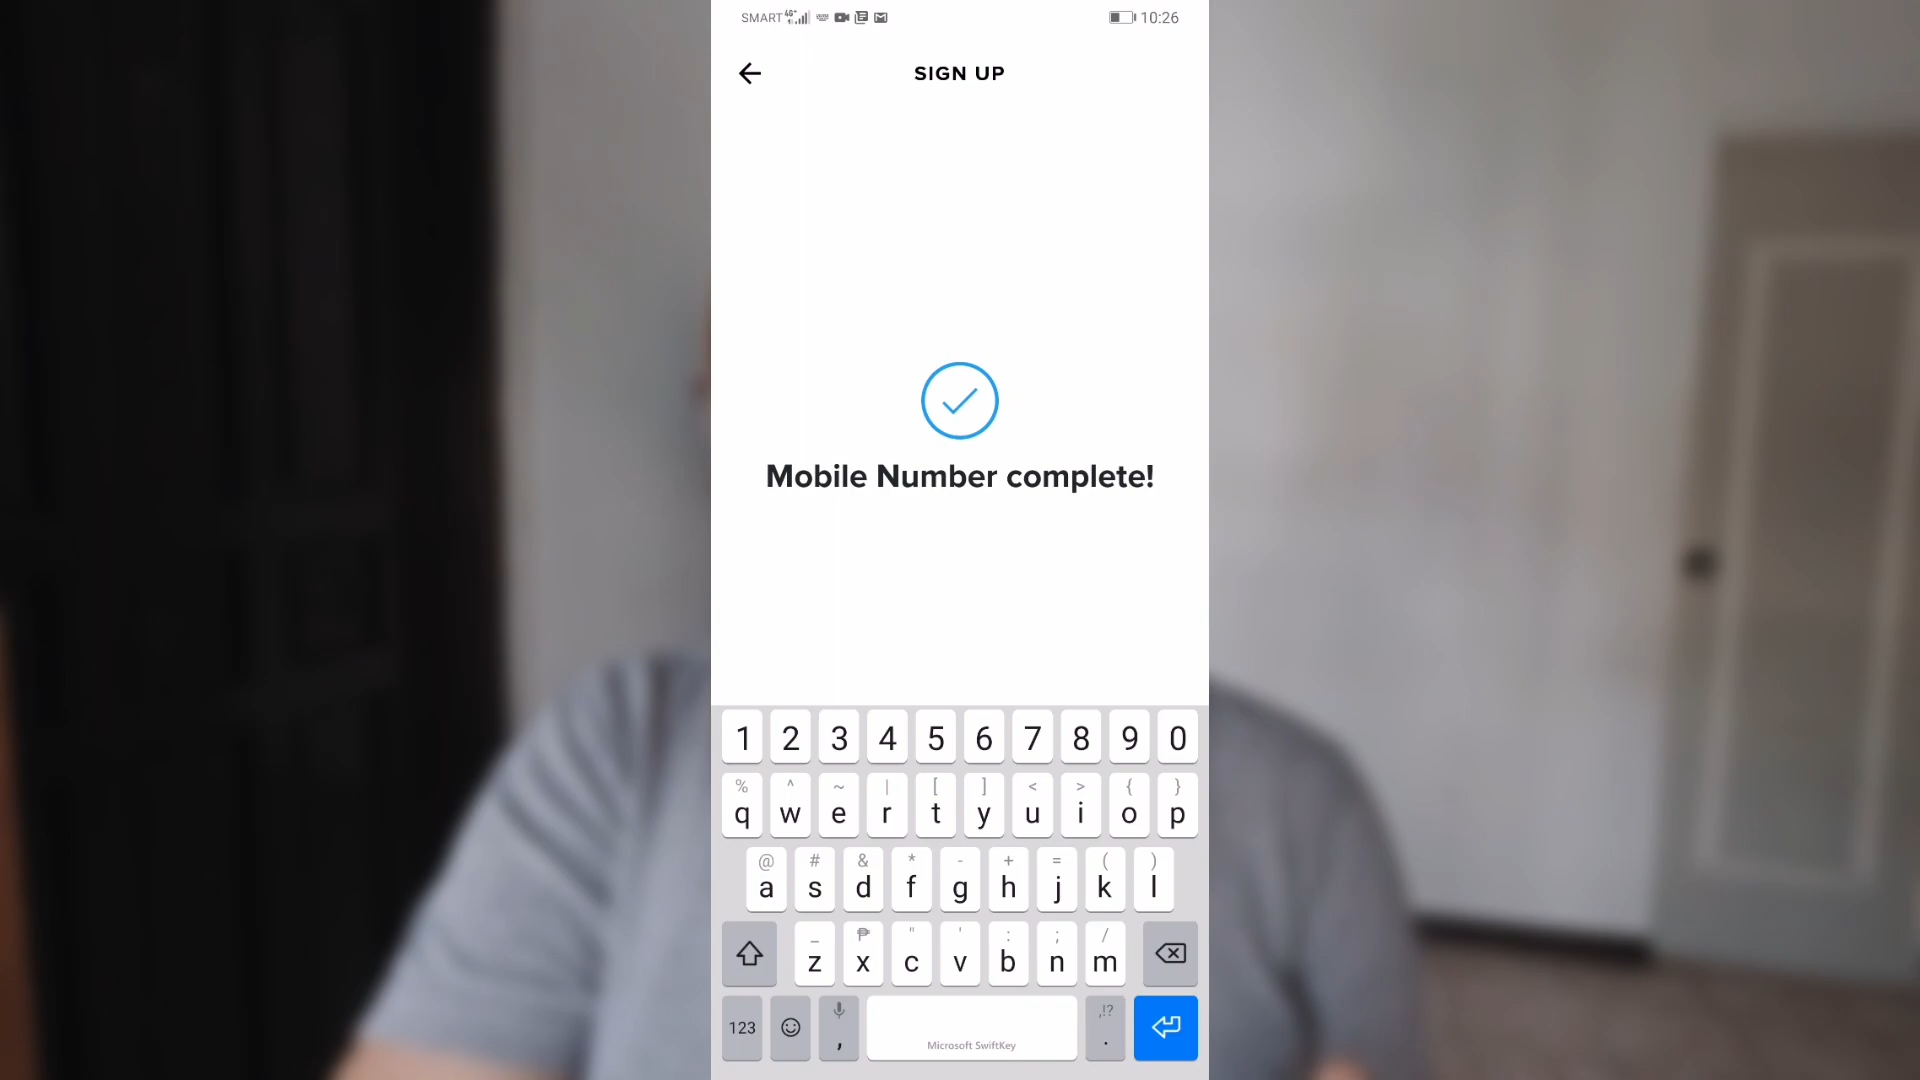 SMART 4G+ 10:26
SIGN UP
Mobile Number complete!
1 2 3 4 5 6 7 8 9 0
% ^ ~ | [ ] < > { }
q w e r t y u i o p
@ # & * - + = ( )
a s d f g h j k l
_ ₱ " ' : ; /
z x c v b n m
,!?
123 , .
Microsoft SwiftKey